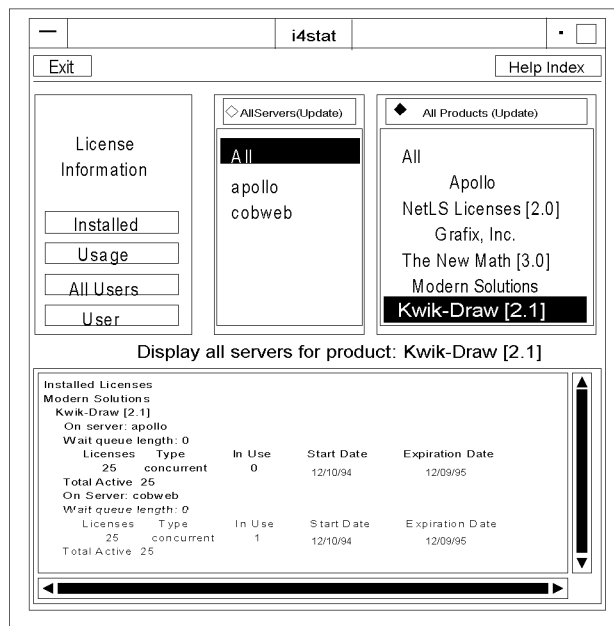 i4stat
Exit
Help Index
License
Information
Installed
Usage
All Users
User
AllServers(Update)
All
apollo
cobweb
All Products (Update)
All
Apollo
NetLS Licenses [2.0]
Grafix, Inc.
The New Math [3.0]
Modern Solutions
Kwik-Draw [2.1]
Display all servers for product: Kwik-Draw [2.1]
Installed Licenses
Modern Solutions
Kwik-Draw [2.1]
On server: apollo
Wait queue length: 0
Licenses Type In Use Start Date Expiration Date
25 concurrent 0 12/10/94 12/09/95
Total Active 25
On Server: cobweb
Wait queue length: 0
Licenses Type In Use Start Date Expiration Date
25 concurrent 1 12/10/94 12/09/95
Total Active 25